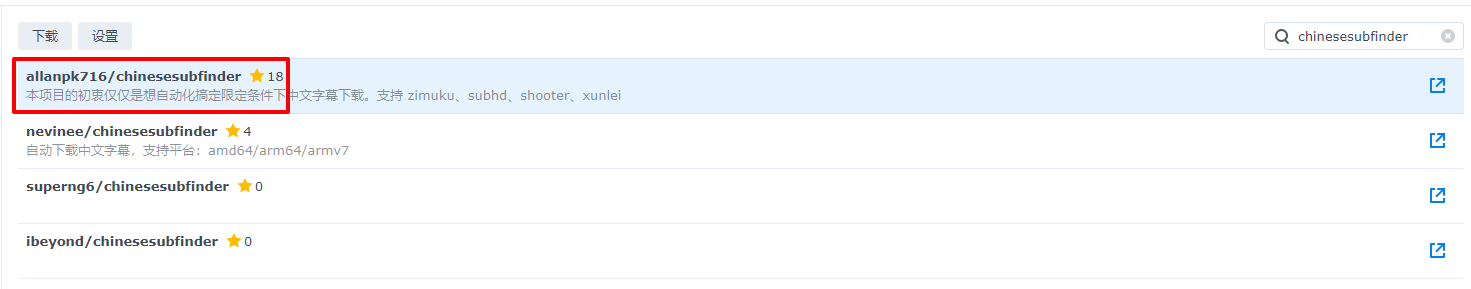 下载 设置 chinesesubfinder
allanpk716/chinesesubfinder 18
本项目的初衷仅仅是想自动化搞定限定条件下中文字幕下载。支持 zimuku、subhd、shooter、xunlei
nevinee/chinesesubfinder 4
自动下载中文字幕，支持平台：amd64/arm64/armv7
superng6/chinesesubfinder 0
ibeyond/chinesesubfinder 0